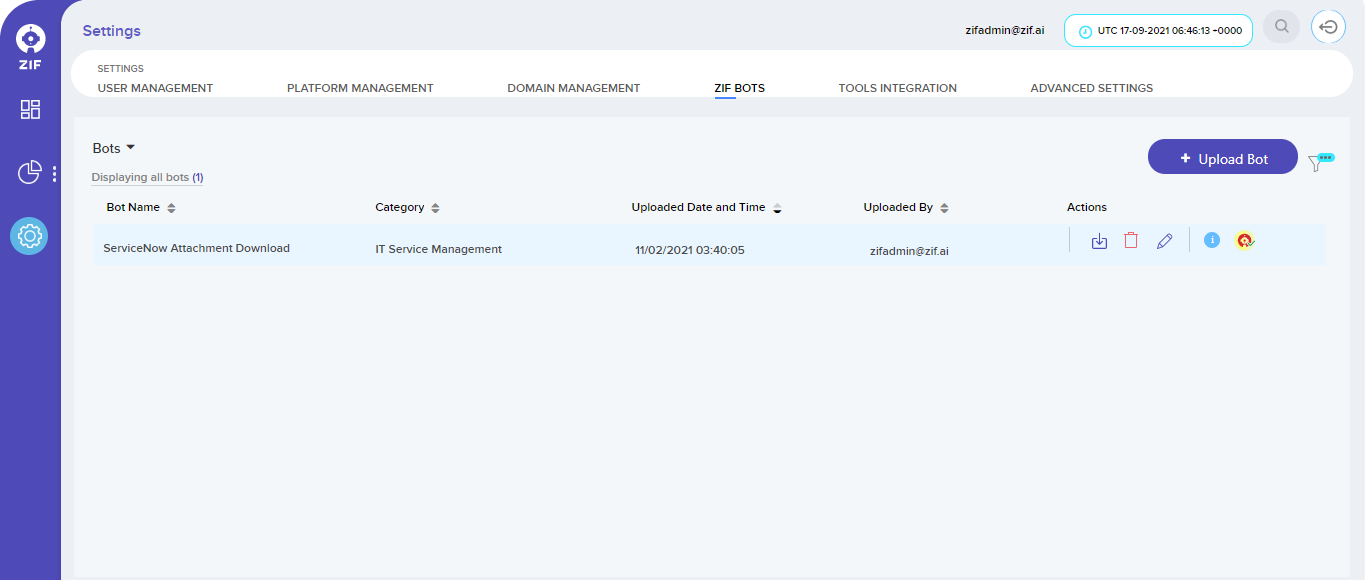 Settings
zifadmin@zif.ai
UTC 17-09-2021 06:46:13 +0000
ZIF
SETTINGS
USER MANAGEMENT PLATFORM MANAGEMENT DOMAIN MANAGEMENT ZIF BOTS TOOLS INTEGRATION ADVANCED SETTINGS
Bots
+ Upload Bot
Displaying all bots (1)
Bot Name Category Uploaded Date and Time Uploaded By Actions
ServiceNow Attachment Download IT Service Management 11/02/2021 03:40:05 zifadmin@zif.ai